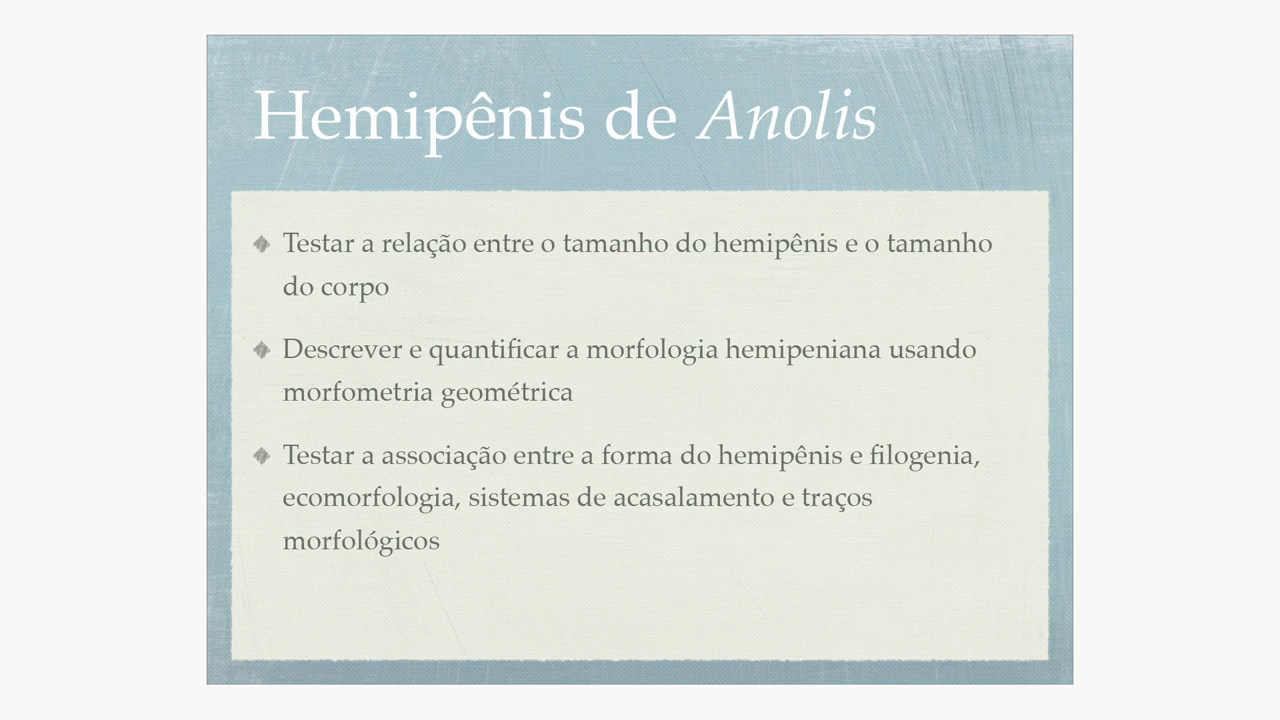 Hemipênis de Anolis
Testar a relação entre o tamanho do hemipênis e o tamanho
do corpo
Descrever e quantificar a morfologia hemipeniana usando
morfometria geométrica
Testar a associação entre a forma do hemipênis e filogenia,
ecomorfologia, sistemas de acasalamento e traços
morfológicos